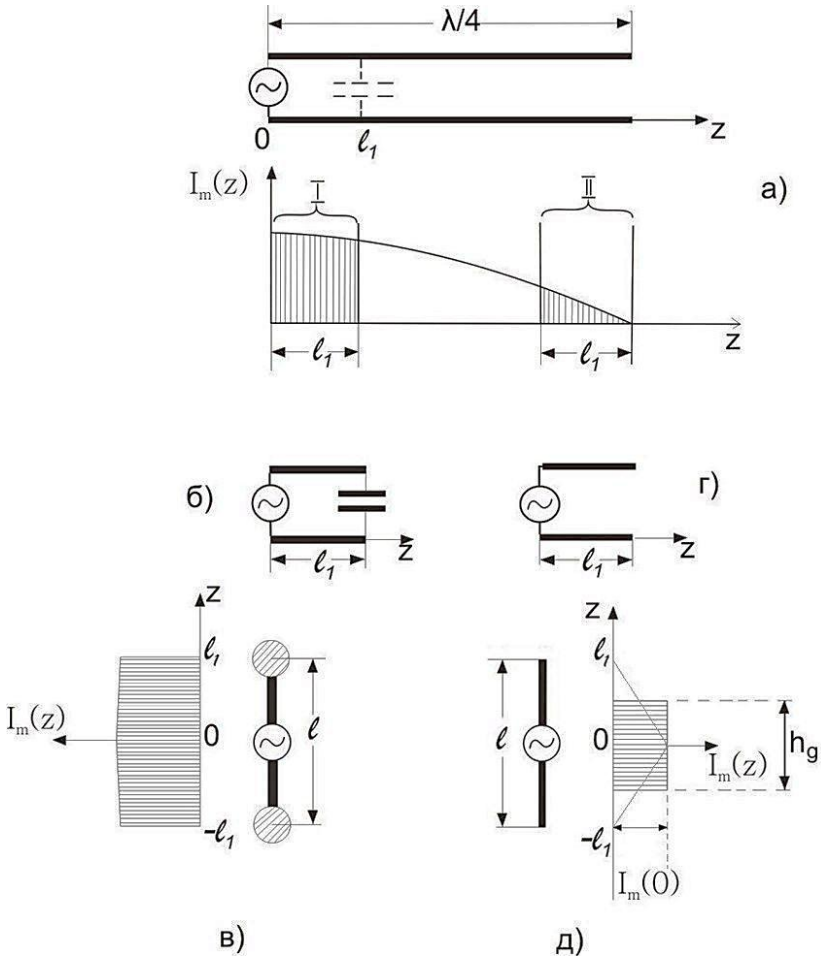 λ/4
0 ℓ₁ z
Iₘ(z) I II а)
z
ℓ₁ ℓ₁
б) г)
z z
ℓ₁ ℓ₁
z z
ℓ₁ ℓ₁
Iₘ(z) 0 ℓ ℓ 0 Iₘ(z) hg
-ℓ₁ -ℓ₁
Iₘ(0)
в) д)